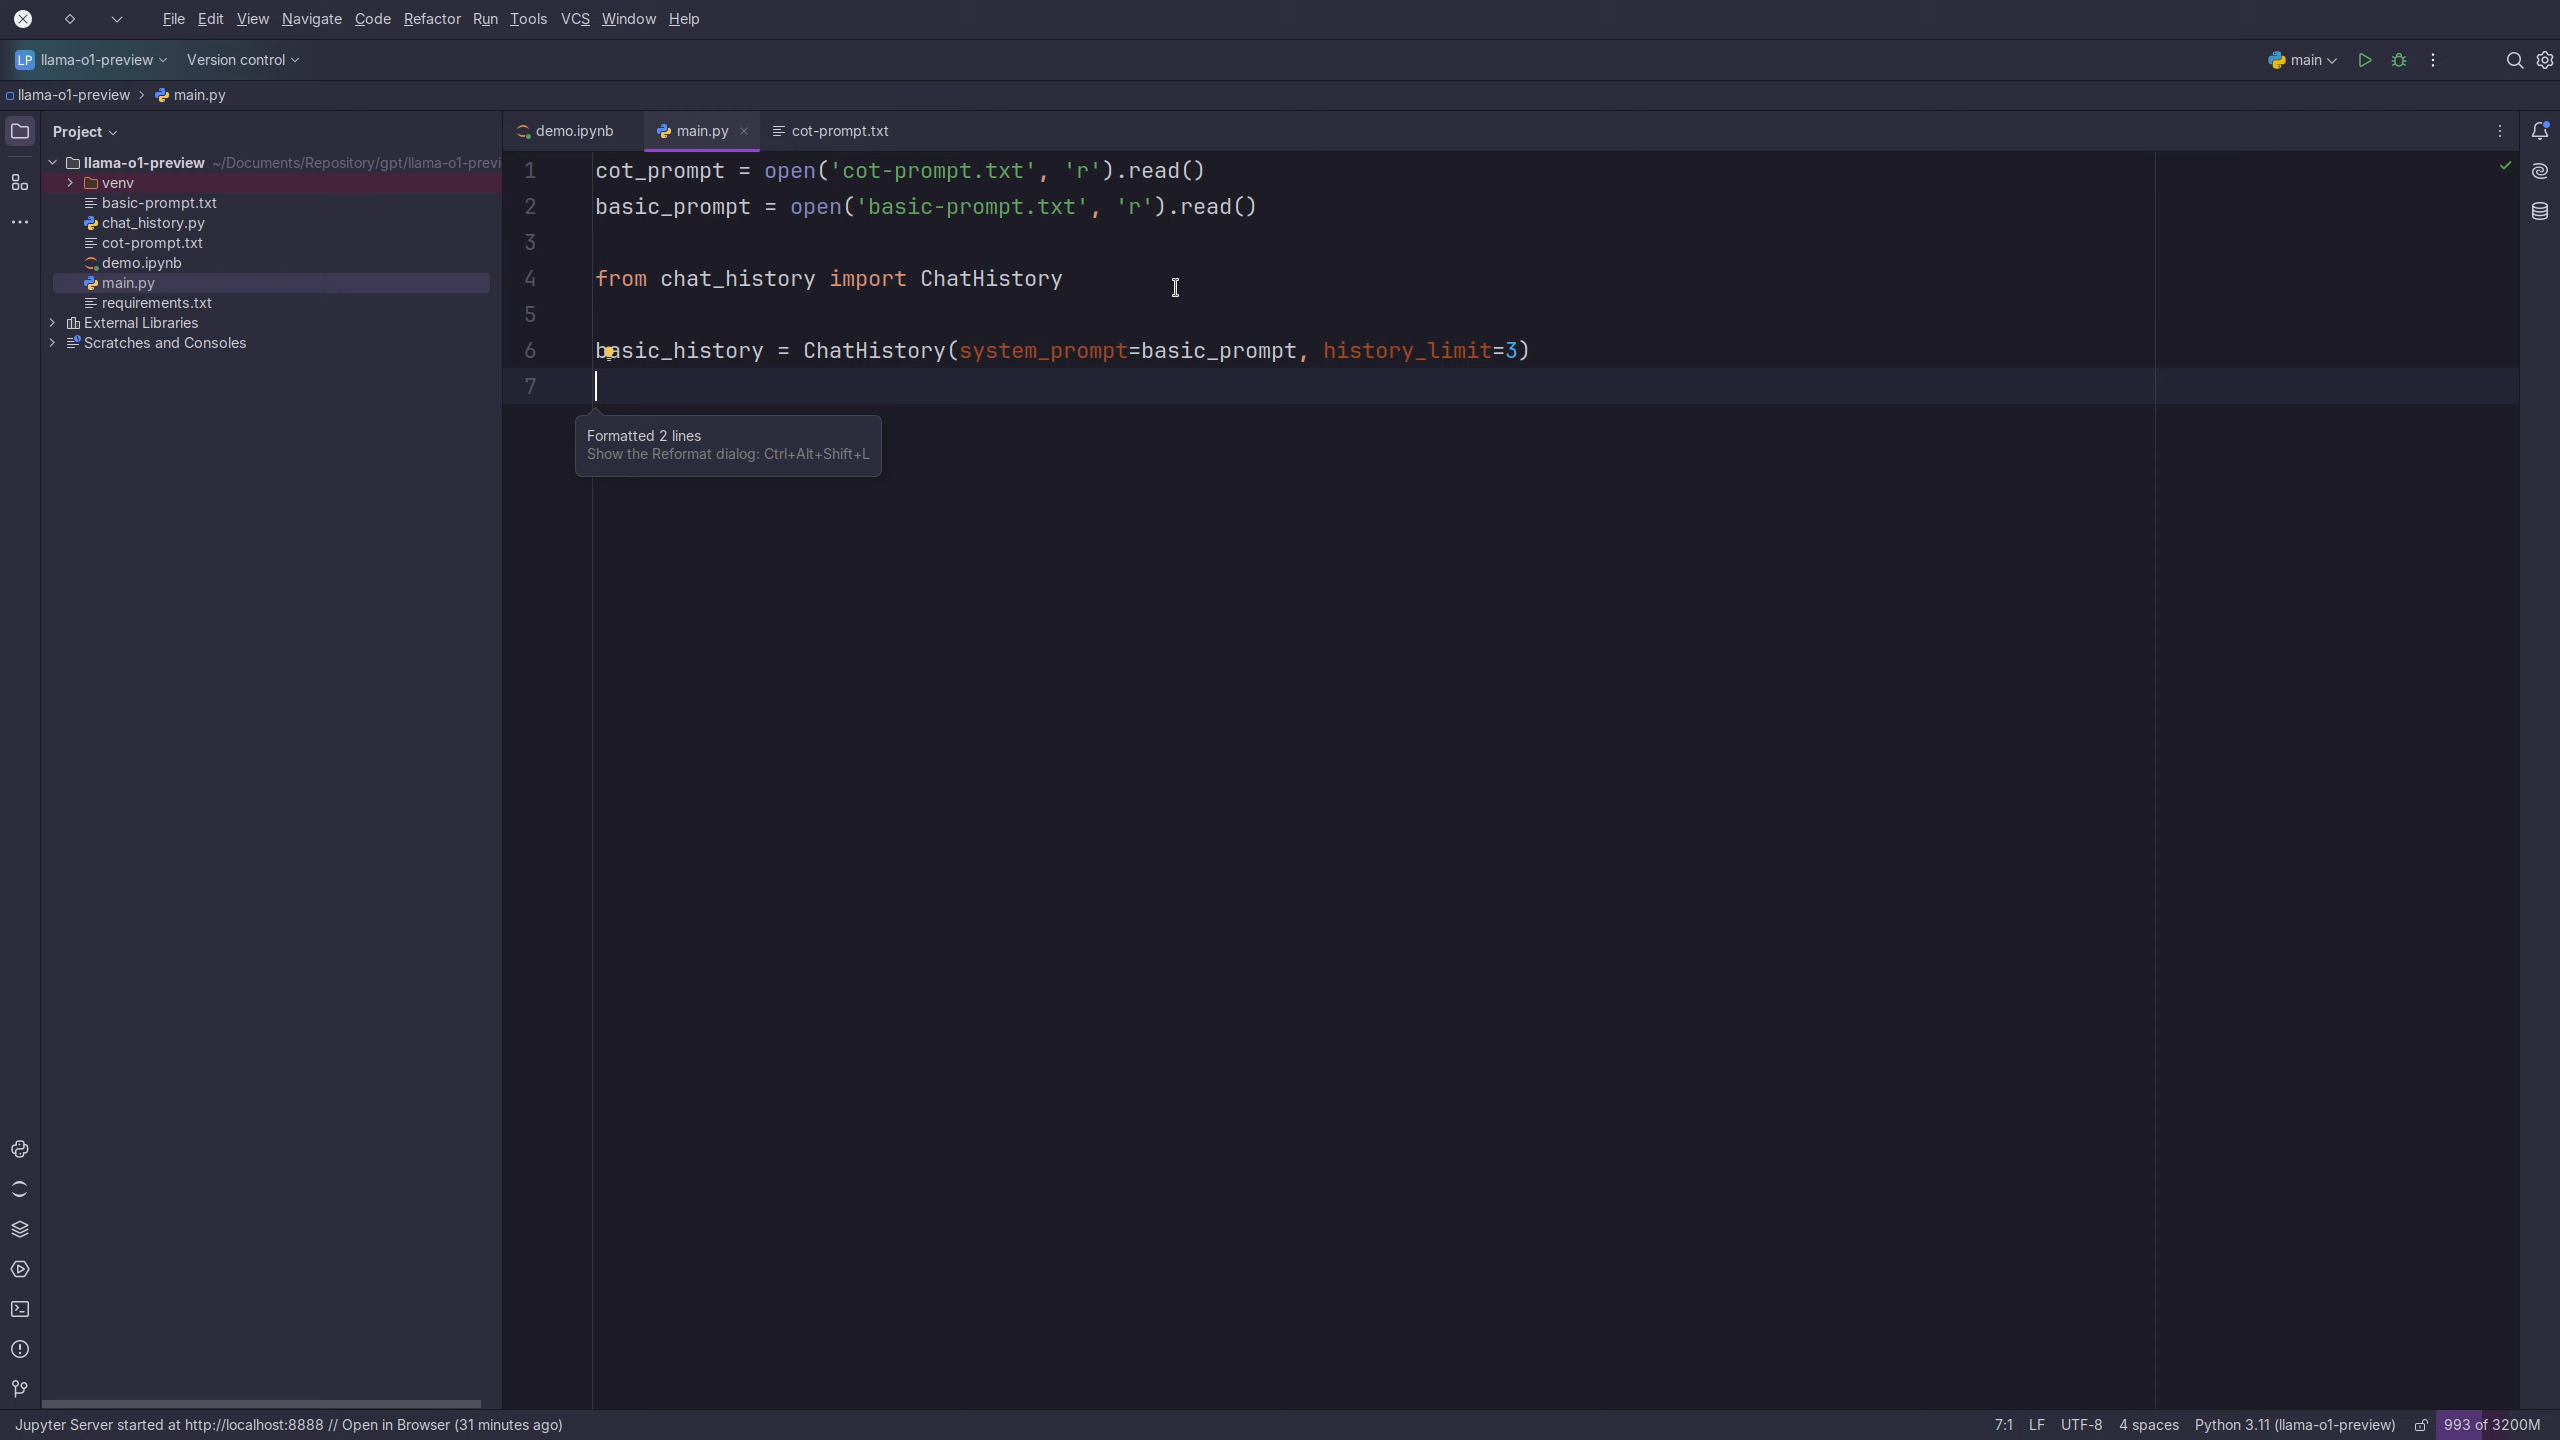 File Edit View Navigate Code Refactor Run Tools VCS Window Help
LP llama-o1-preview Version control main
llama-o1-preview main.py
Project
demo.ipynb main.py cot-prompt.txt
llama-o1-preview ~/Documents/Repository/gpt/llama-o1-previ
venv
basic-prompt.txt
chat_history.py
cot-prompt.txt
demo.ipynb
main.py
requirements.txt
External Libraries
Scratches and Consoles
1 cot_prompt = open('cot-prompt.txt', 'r').read()
2 basic_prompt = open('basic-prompt.txt', 'r').read()
3
4 from chat_history import ChatHistory
5
6 basic_history = ChatHistory(system_prompt=basic_prompt, history_limit=3)
7
Formatted 2 lines
Show the Reformat dialog: Ctrl+Alt+Shift+L
Jupyter Server started at http://localhost:8888 // Open in Browser (31 minutes ago) 7:1 LF UTF-8 4 spaces Python 3.11 (llama-o1-preview) 993 of 3200M